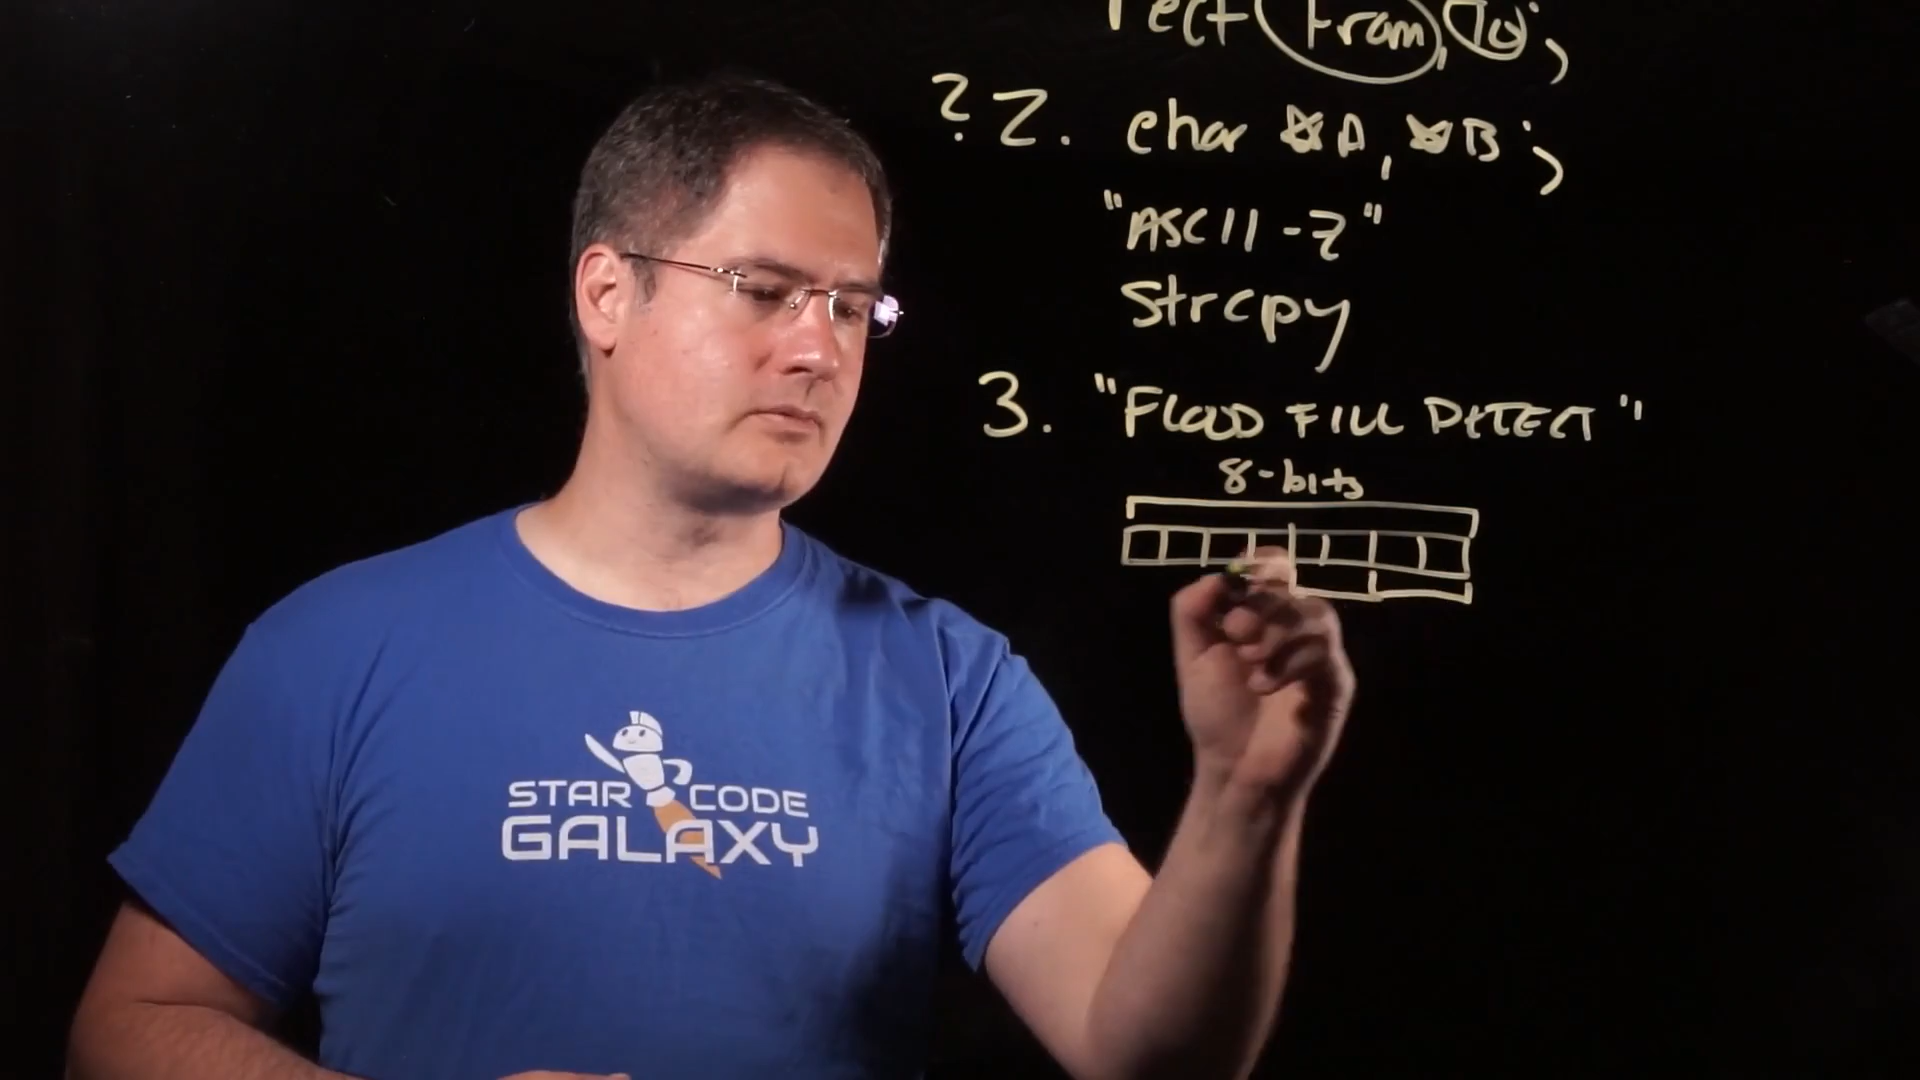 rect From, To;
? 2. char *A, *B;
"ASCII-Z"
strcpy
3. "FLOOD FILL DETECT"
8-bits
STAR CODE
GALAXY